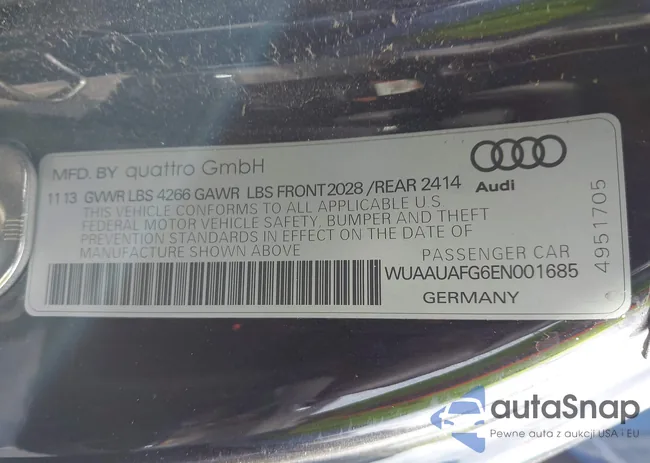 MFD. BY quattro GmbH
11 13 GVWR LBS 4266 GAWR LBS FRONT 2028 /REAR 2414
Audi
THIS VEHICLE CONFORMS TO ALL APPLICABLE U.S
FEDERAL MOTOR VEHICLE SAFETY, BUMPER AND THEFT
PREVENTION STANDARDS IN EFFECT ON THE DATE OF
MANUFACTURE SHOWN ABOVE
PASSENGER CAR
WUAAUAFG6EN001685
GERMANY
4951705
autaSnap
Pewne auta z aukcji USA i EU